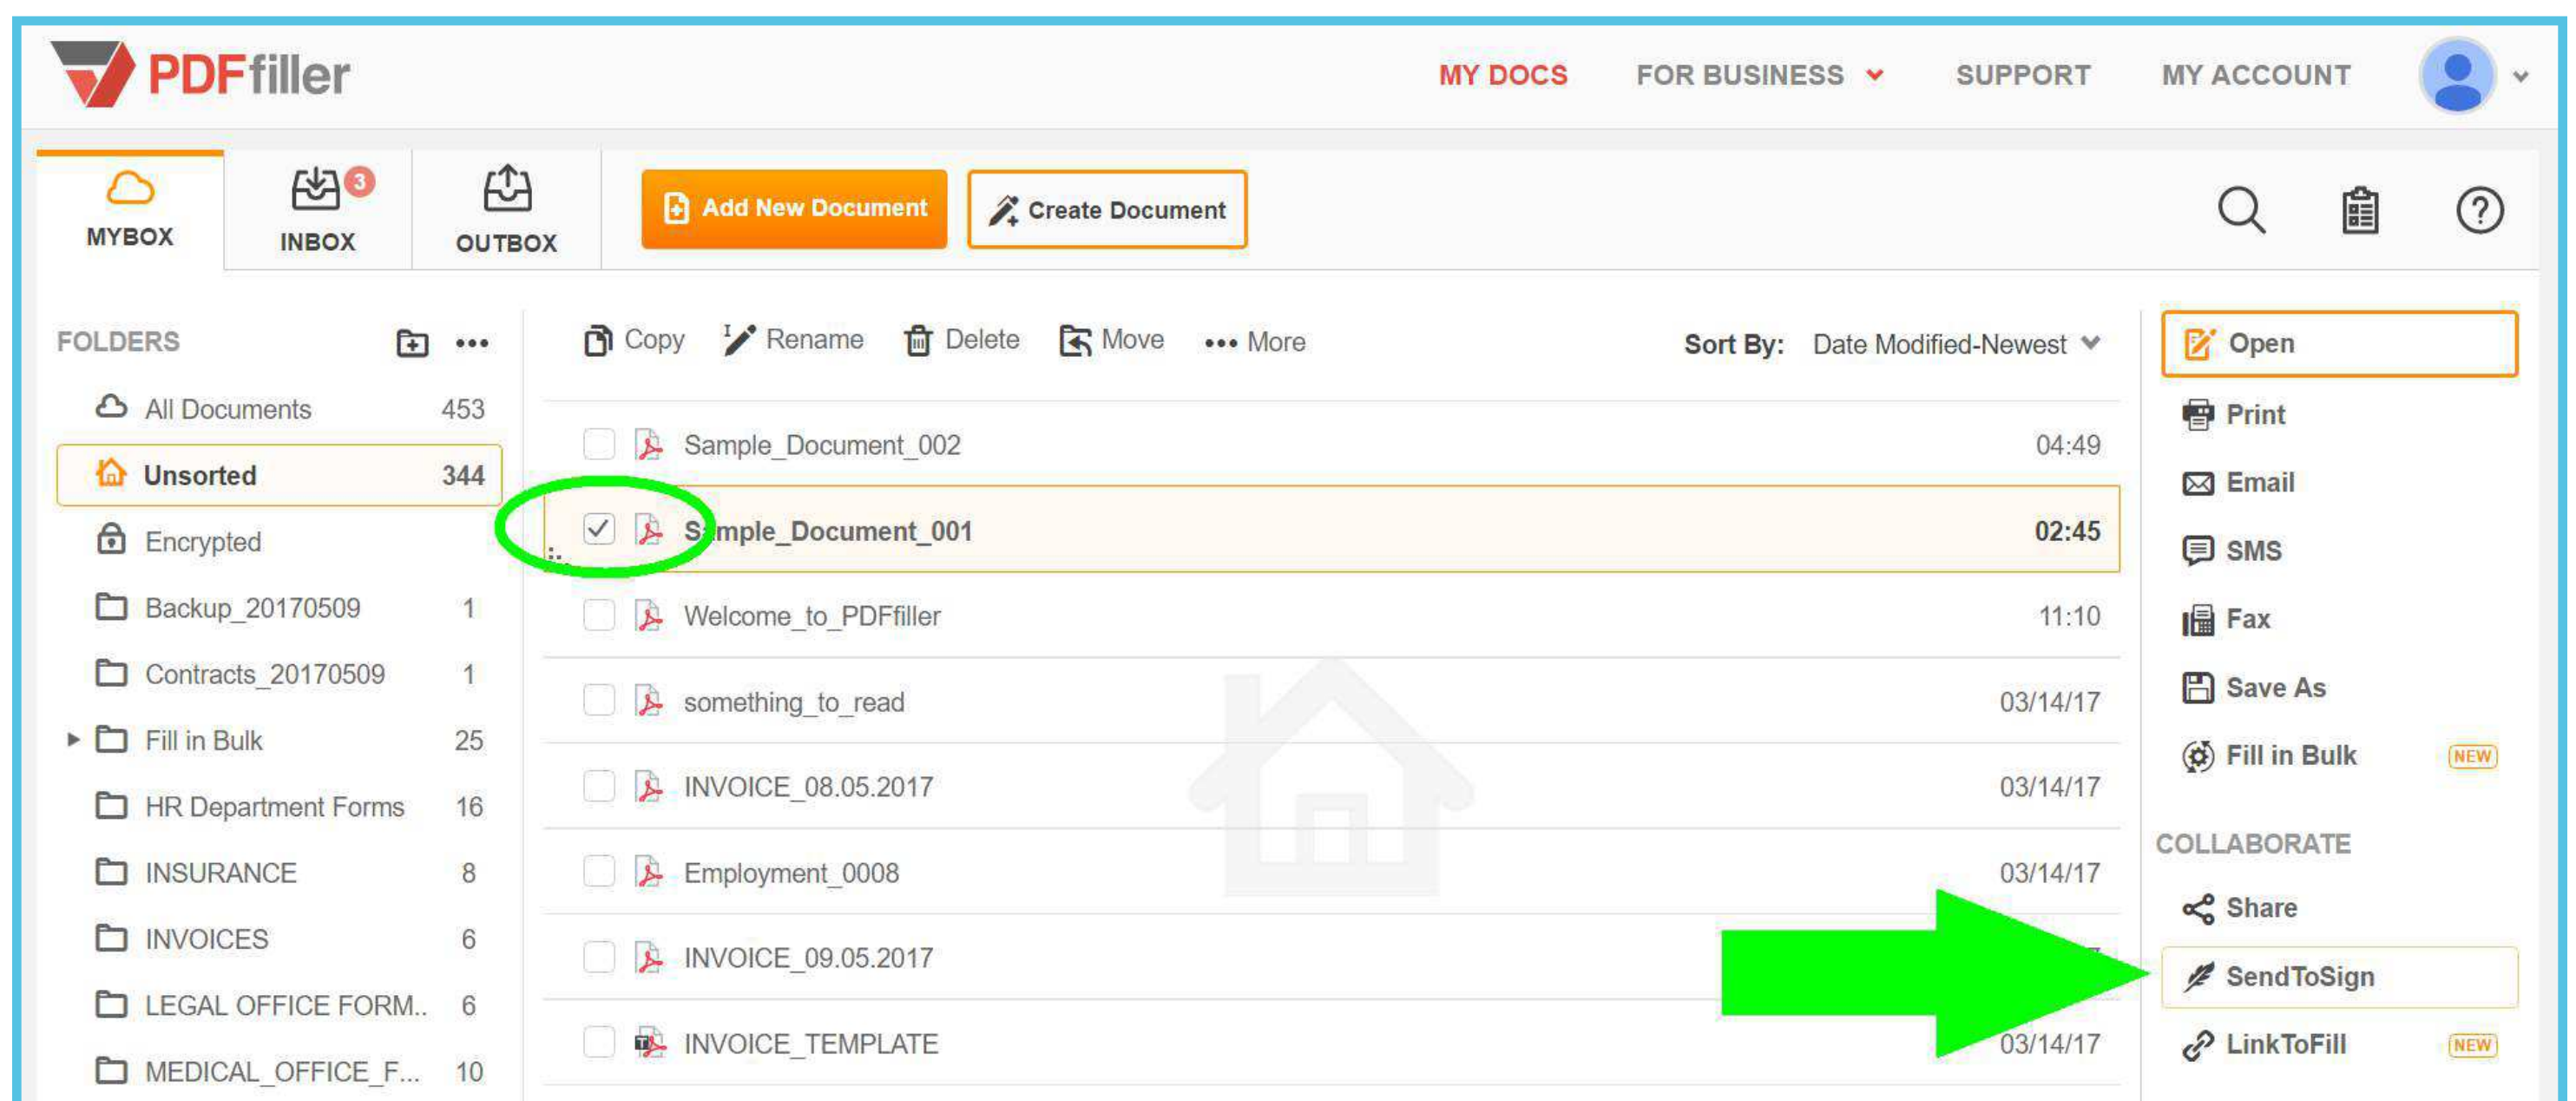 PDFfiller
MY DOCS
FOR BUSINESS
SUPPORT
MY ACCOUNT
MYBOX
INBOX
3
OUTBOX
Add New Document
Create Document
FOLDERS
All Documents 453
Unsorted 344
Encrypted
Backup_20170509 1
Contracts_20170509 1
Fill in Bulk 25
HR Department Forms 16
INSURANCE 8
INVOICES 6
LEGAL OFFICE FORM.. 6
MEDICAL_OFFICE_F... 10
Copy
Rename
Delete
Move
More
Sort By: Date Modified-Newest
Sample_Document_002 04:49
Sample_Document_001 02:45
Welcome_to_PDFfiller 11:10
something_to_read 03/14/17
INVOICE_08.05.2017 03/14/17
Employment_0008 03/14/17
INVOICE_09.05.2017
INVOICE_TEMPLATE 03/14/17
Open
Print
Email
SMS
Fax
Save As
Fill in Bulk NEW
COLLABORATE
Share
SendToSign
LinkToFill NEW